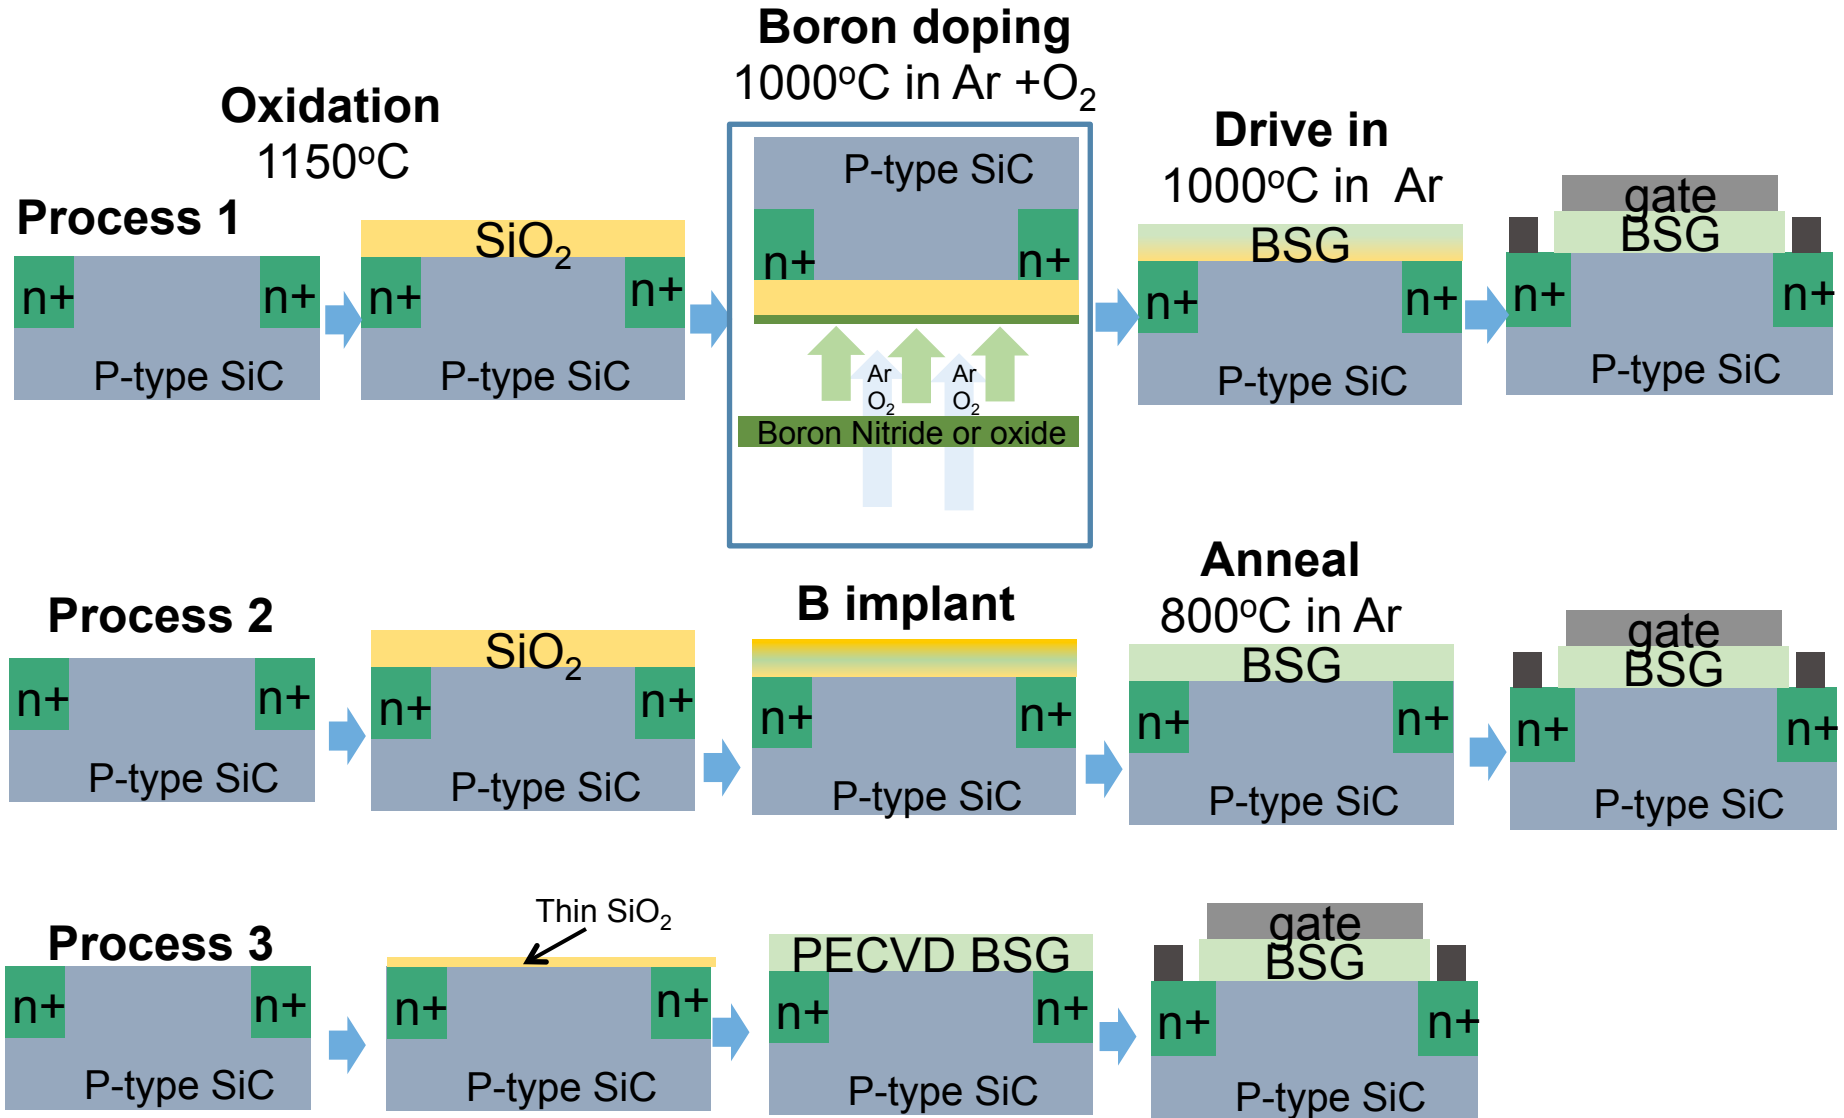 Boron doping
1000°C in Ar +O₂
Oxidation
1150°C
Drive in
1000°C in Ar
Process 1
n+
n+
P-type SiC
SiO₂
n+
n+
P-type SiC
P-type SiC
n+
n+
Ar
O₂
Ar
O₂
Boron Nitride or oxide
BSG
n+
n+
P-type SiC
gate
BSG
n+
n+
P-type SiC
Process 2
B implant
Anneal
800°C in Ar
n+
n+
P-type SiC
SiO₂
n+
n+
P-type SiC
n+
n+
P-type SiC
BSG
n+
n+
P-type SiC
gate
BSG
n+
n+
P-type SiC
Process 3
n+
n+
P-type SiC
Thin SiO₂
n+
n+
P-type SiC
PECVD BSG
n+
n+
P-type SiC
gate
BSG
n+
n+
P-type SiC